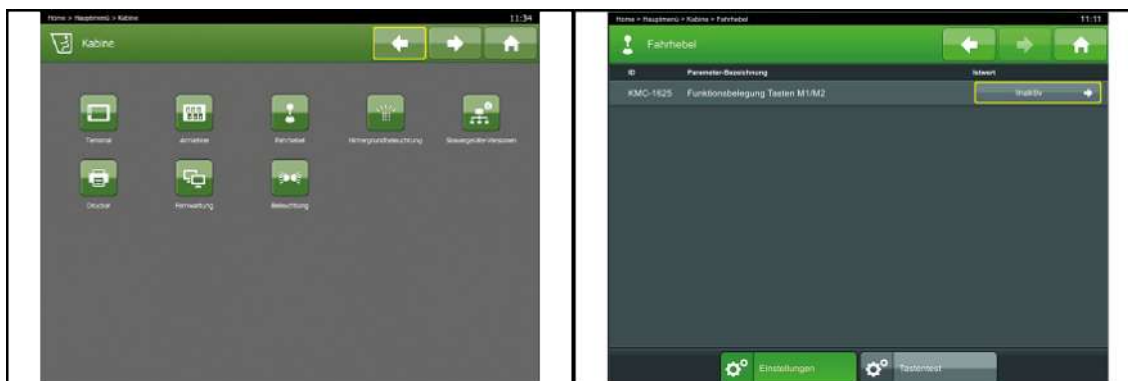 Home > Hauptmenü > Kabine 11:34
Kabine
Terminal Armlehne Fahrhebel Hintergrundbeleuchtung Steuergeräte-Versionen
Drucker Fernwartung Beleuchtung
Home > Hauptmenü > Kabine > Fahrhebel 11:11
Fahrhebel
ID Parameter-Bezeichnung Istwert
KMC-1625 Funktionsbelegung Tasten M1/M2 Inaktiv
Einstellungen Tastentest